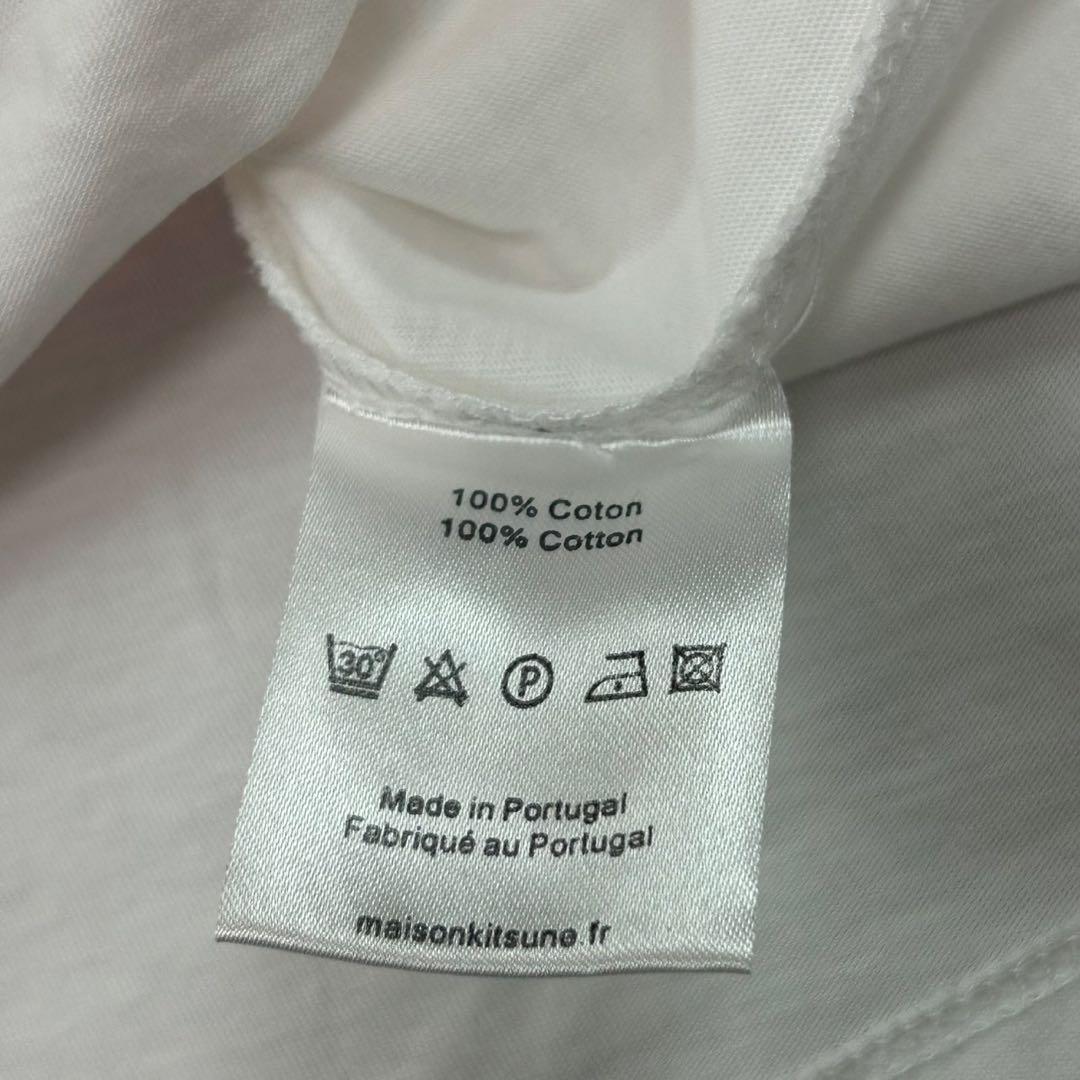 100% Coton
100% Cotton
30° P
Made in Portugal
Fabriqué au Portugal
maisonkitsune.fr